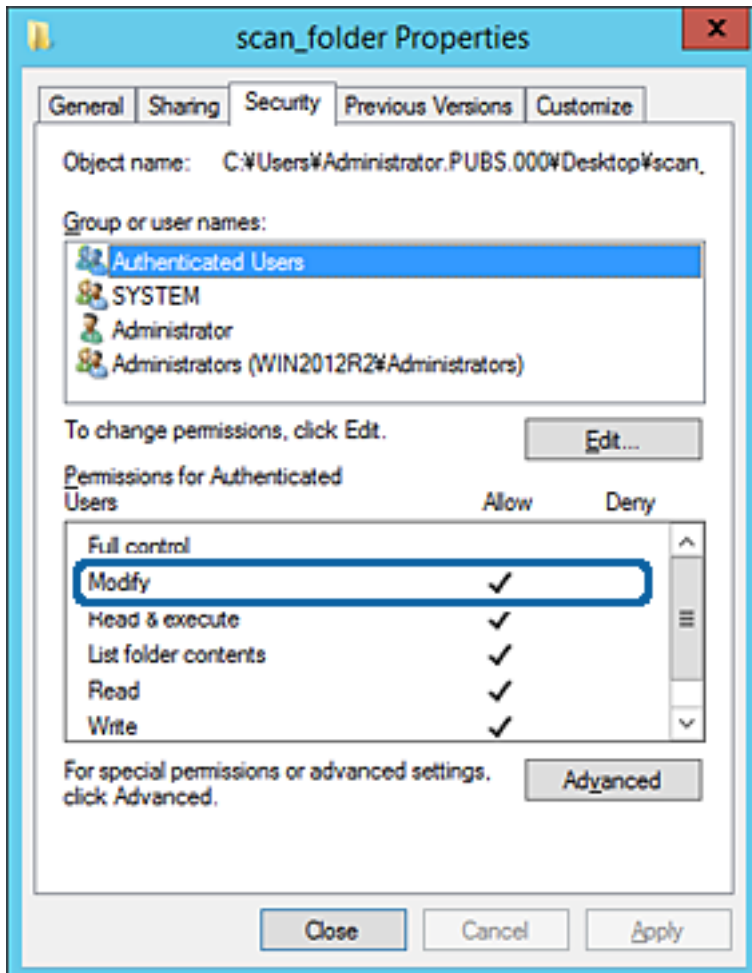 scan_folder Properties
x
General Sharing Security Previous Versions Customize
Object name: C:¥Users¥Administrator.PUBS.000¥Desktop¥scan_
Group or user names:
Authenticated Users
SYSTEM
Administrator
Administrators (WIN2012R2¥Administrators)
To change permissions, click Edit. Edit...
Permissions for Authenticated
Users Allow Deny
Full control
Modify
Read & execute
List folder contents
Read
Write
For special permissions or advanced settings, Advanced
click Advanced.
Close Cancel Apply